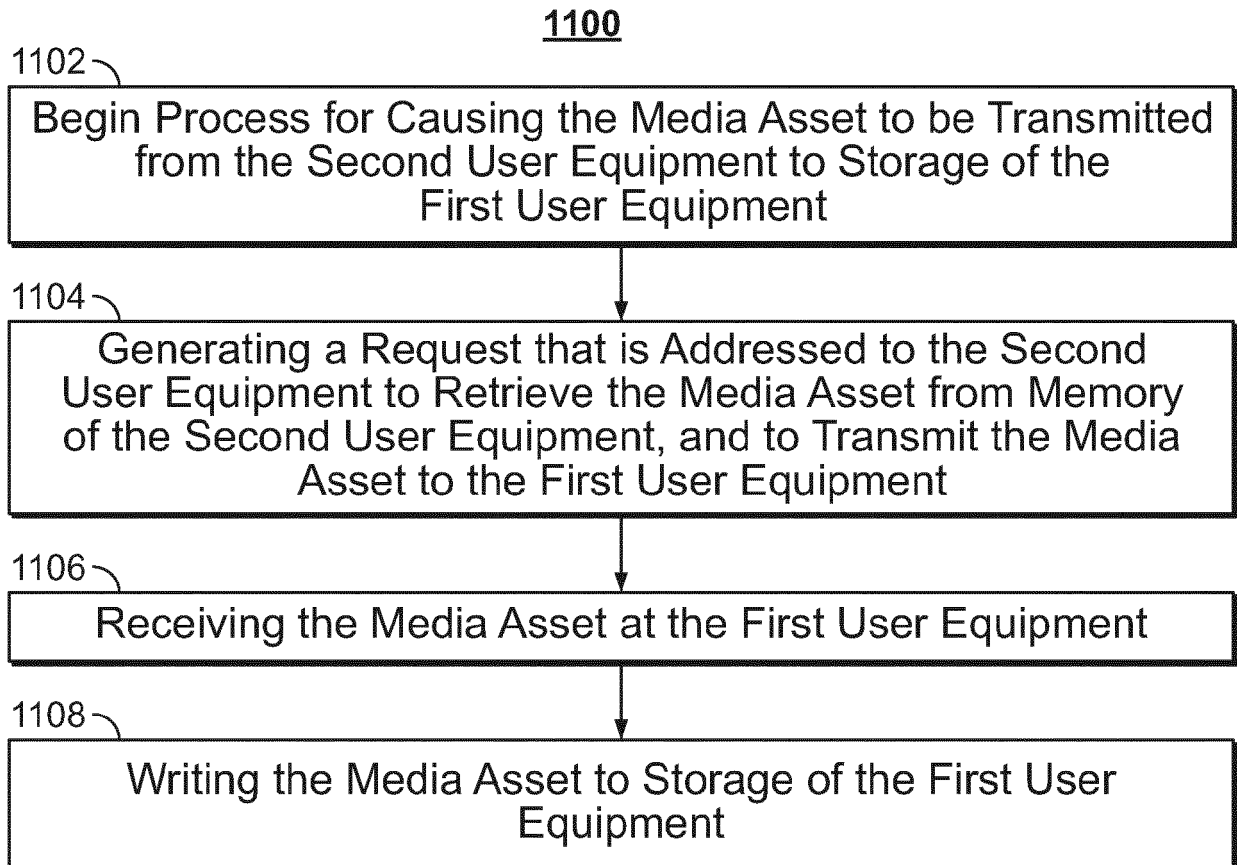 1100
1102
Begin Process for Causing the Media Asset to be Transmitted
from the Second User Equipment to Storage of the
First User Equipment
1104
Generating a Request that is Addressed to the Second
User Equipment to Retrieve the Media Asset from Memory
of the Second User Equipment, and to Transmit the Media
Asset to the First User Equipment
1106
Receiving the Media Asset at the First User Equipment
1108
Writing the Media Asset to Storage of the First User
Equipment